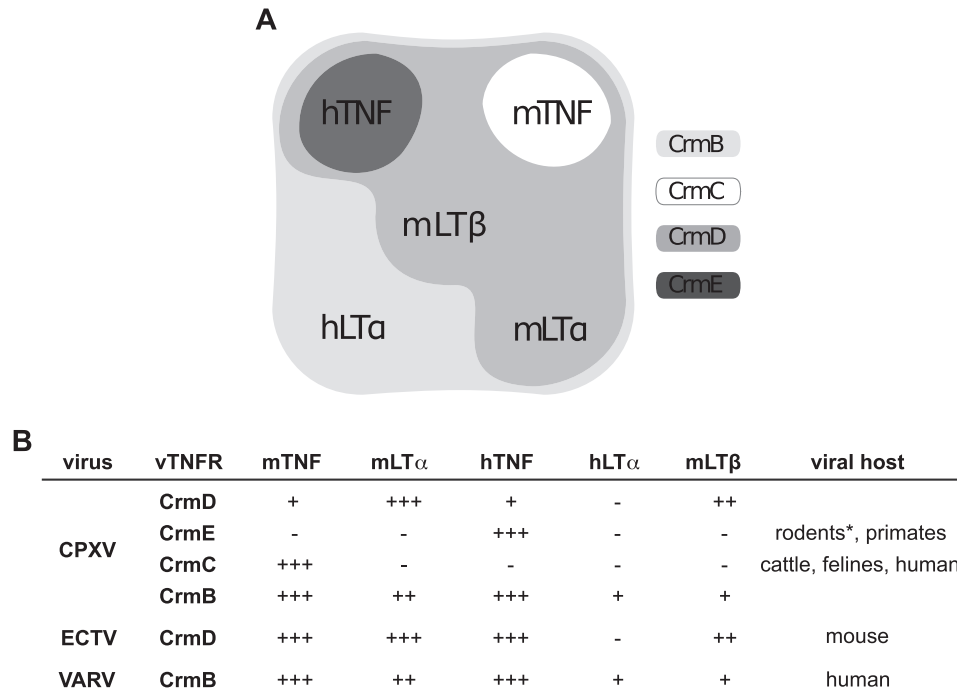 A
hTNF
mTNF
mLTβ
hLTα
mLTα
CrmB
CrmC
CrmD
CrmE
B
virus vTNFR mTNF mLTα hTNF hLTα mLTβ viral host
CrmD + +++ + - ++
CrmE - - +++ - - rodents*, primates
CPXV
CrmC +++ - - - - cattle, felines, human
CrmB +++ ++ +++ + +
ECTV CrmD +++ +++ +++ - ++ mouse
VARV CrmB +++ ++ +++ + + human